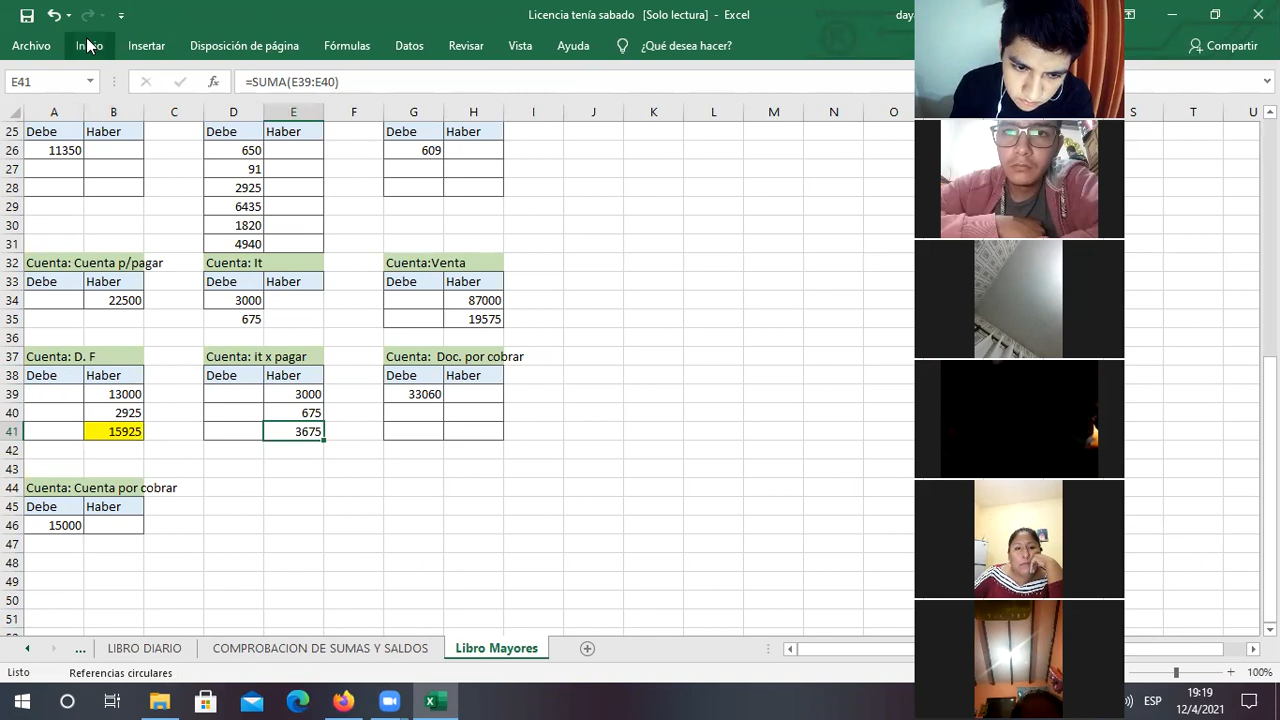 Licencia tenía sabado [Solo lectura] - Excel
day
Archivo Inicio Insertar Disposición de página Fórmulas Datos Revisar Vista Ayuda ¿Qué desea hacer? Compartir
E41 fx =SUMA(E39:E40)
A B C D E F G H I J K L M N O S T U
25 Debe Haber Debe Haber Debe Haber
26 11350 650 609
27 91
28 2925
29 6435
30 1820
31 4940
32 Cuenta: Cuenta p/pagar Cuenta: It Cuenta:Venta
33 Debe Haber Debe Haber Debe Haber
34 22500 3000 87000
35 675 19575
36
37 Cuenta: D. F Cuenta: it x pagar Cuenta: Doc. por cobrar
38 Debe Haber Debe Haber Debe Haber
39 13000 3000 33060
40 2925 675
41 15925 3675
42
43
44 Cuenta: Cuenta por cobrar
45 Debe Haber
46 15000
47
48
49
50
51
... LIBRO DIARIO COMPROBACION DE SUMAS Y SALDOS Libro Mayores
Listo Referencias circulares 100%
ESP 19:19
12/4/2021